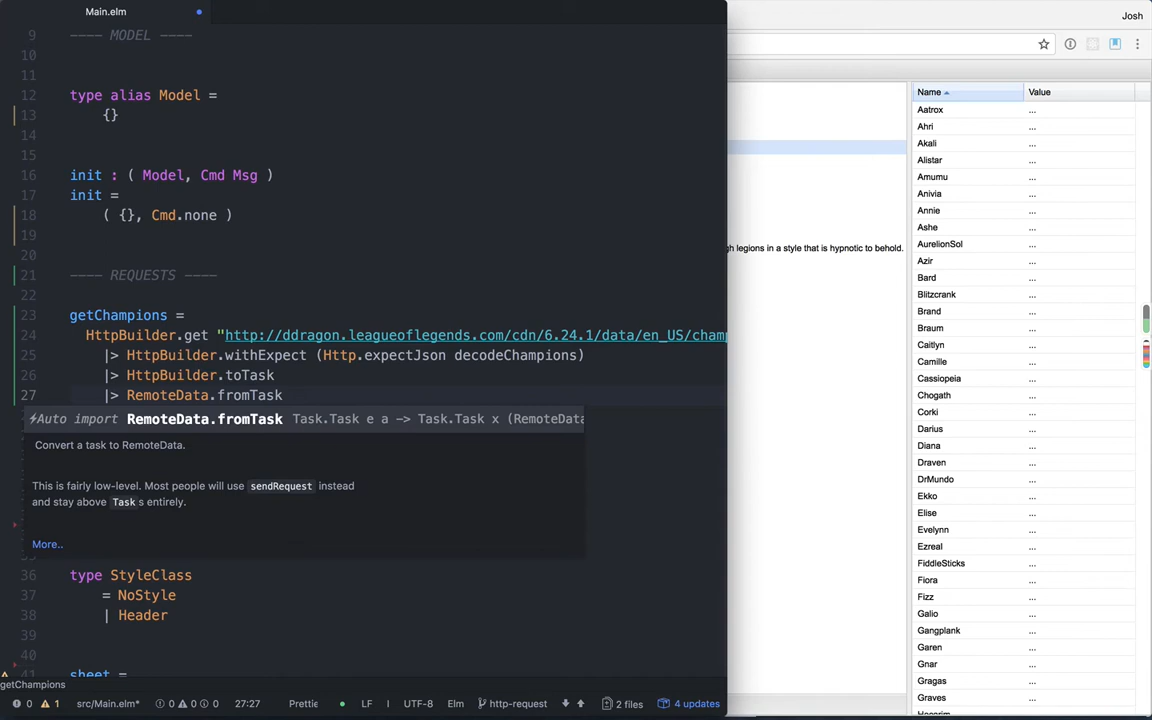 Main.elm
Josh
9 ---- MODEL ----
10
11
12 type alias Model =
13 {}
14
15
16 init : ( Model, Cmd Msg )
17 init =
18 ( {}, Cmd.none )
19
20
21 ---- REQUESTS ----
22
23 getChampions =
24 HttpBuilder.get "http://ddragon.leagueoflegends.com/cdn/6.24.1/data/en_US/champ
25 |> HttpBuilder.withExpect (Http.expectJson decodeChampions)
26 |> HttpBuilder.toTask
27 |> RemoteData.fromTask
⚡Auto import RemoteData.fromTask Task.Task e a -> Task.Task x (RemoteData
Convert a task to RemoteData.
This is fairly low-level. Most people will use sendRequest instead
and stay above Tasks entirely.
More..
36 type StyleClass
37 = NoStyle
38 | Header
39
40
41 sheet =
getChampions
0 1 src/Main.elm* 0 0 0 27:27 Prettie LF UTF-8 Elm http-request 2 files 4 updates
gh legions in a style that is hypnotic to behold.
Name Value
Aatrox ...
Ahri ...
Akali ...
Alistar ...
Amumu ...
Anivia ...
Annie ...
Ashe ...
AurelionSol ...
Azir ...
Bard ...
Blitzcrank ...
Brand ...
Braum ...
Caitlyn ...
Camille ...
Cassiopeia ...
Chogath ...
Corki ...
Darius ...
Diana ...
Draven ...
DrMundo ...
Ekko ...
Elise ...
Evelynn ...
Ezreal ...
FiddleSticks ...
Fiora ...
Fizz ...
Galio ...
Gangplank ...
Garen ...
Gnar ...
Gragas ...
Graves ...